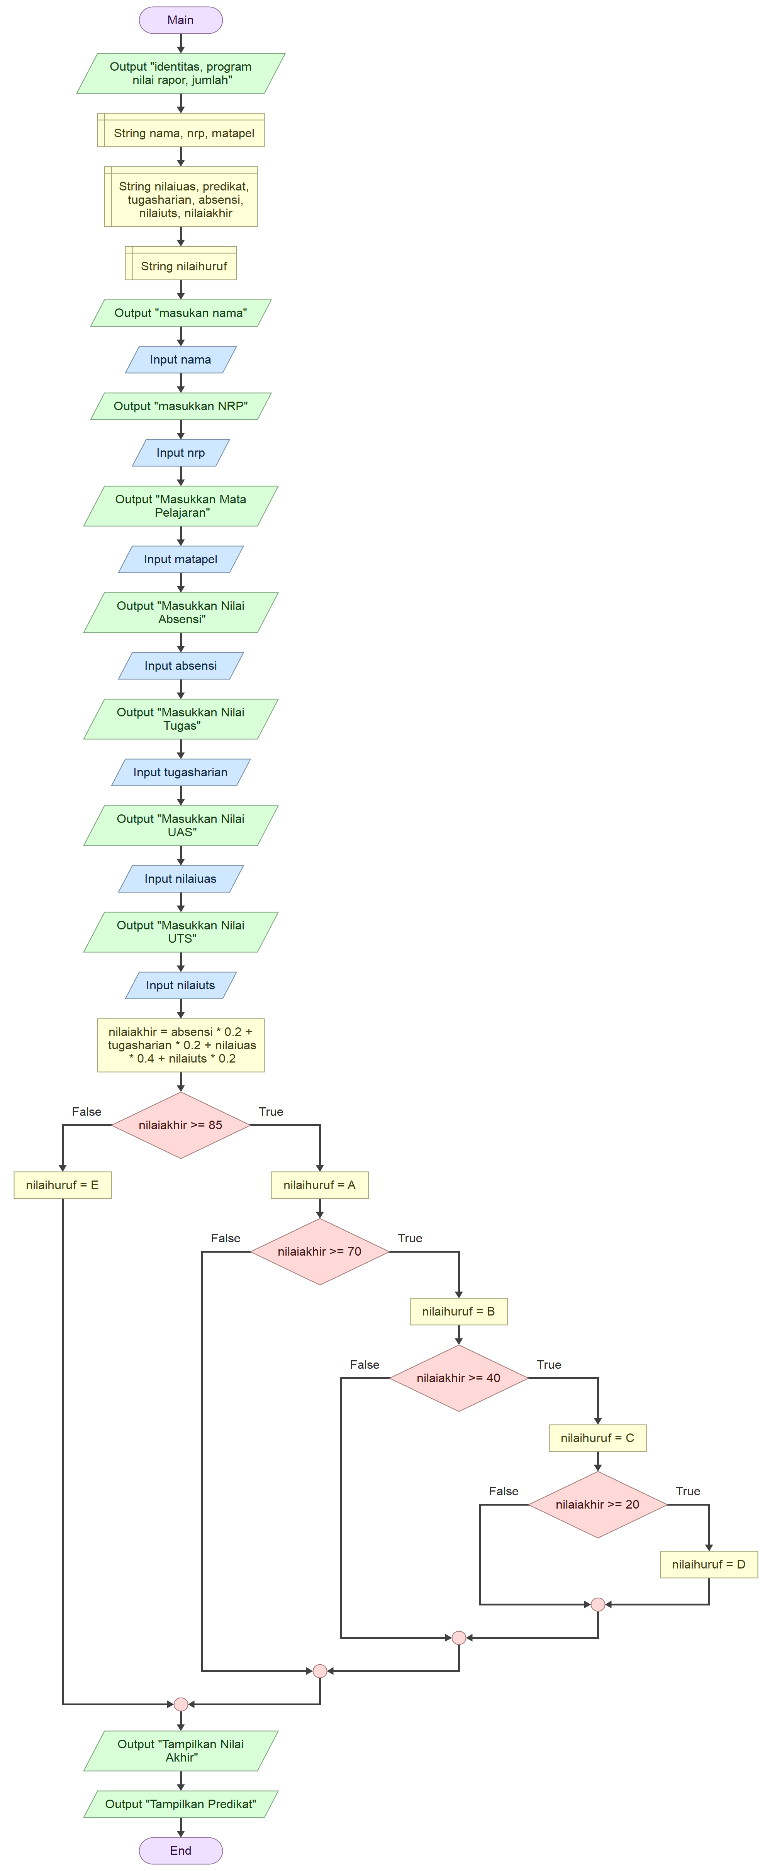 Main
Output "identitas, program
nilai rapor, jumlah"
String nama, nrp, matapel
String nilaiuas, predikat,
tugasharian, absensi,
nilaiuts, nilaiakhir
String nilaihuruf
Output "masukan nama"
Input nama
Output "masukkan NRP"
Input nrp
Output "Masukkan Mata
Pelajaran"
Input matapel
Output "Masukkan Nilai
Absensi"
Input absensi
Output "Masukkan Nilai
Tugas"
Input tugasharian
Output "Masukkan Nilai
UAS"
Input nilaiuas
Output "Masukkan Nilai
UTS"
Input nilaiuts
nilaiakhir = absensi * 0.2 +
tugasharian * 0.2 + nilaiuas
* 0.4 + nilaiuts * 0.2
False
True
nilaiakhir >= 85
nilaihuruf = E
nilaihuruf = A
False
True
nilaiakhir >= 70
nilaihuruf = B
False
True
nilaiakhir >= 40
nilaihuruf = C
False
True
nilaiakhir >= 20
nilaihuruf = D
Output "Tampilkan Nilai
Akhir"
Output "Tampilkan Predikat"
End